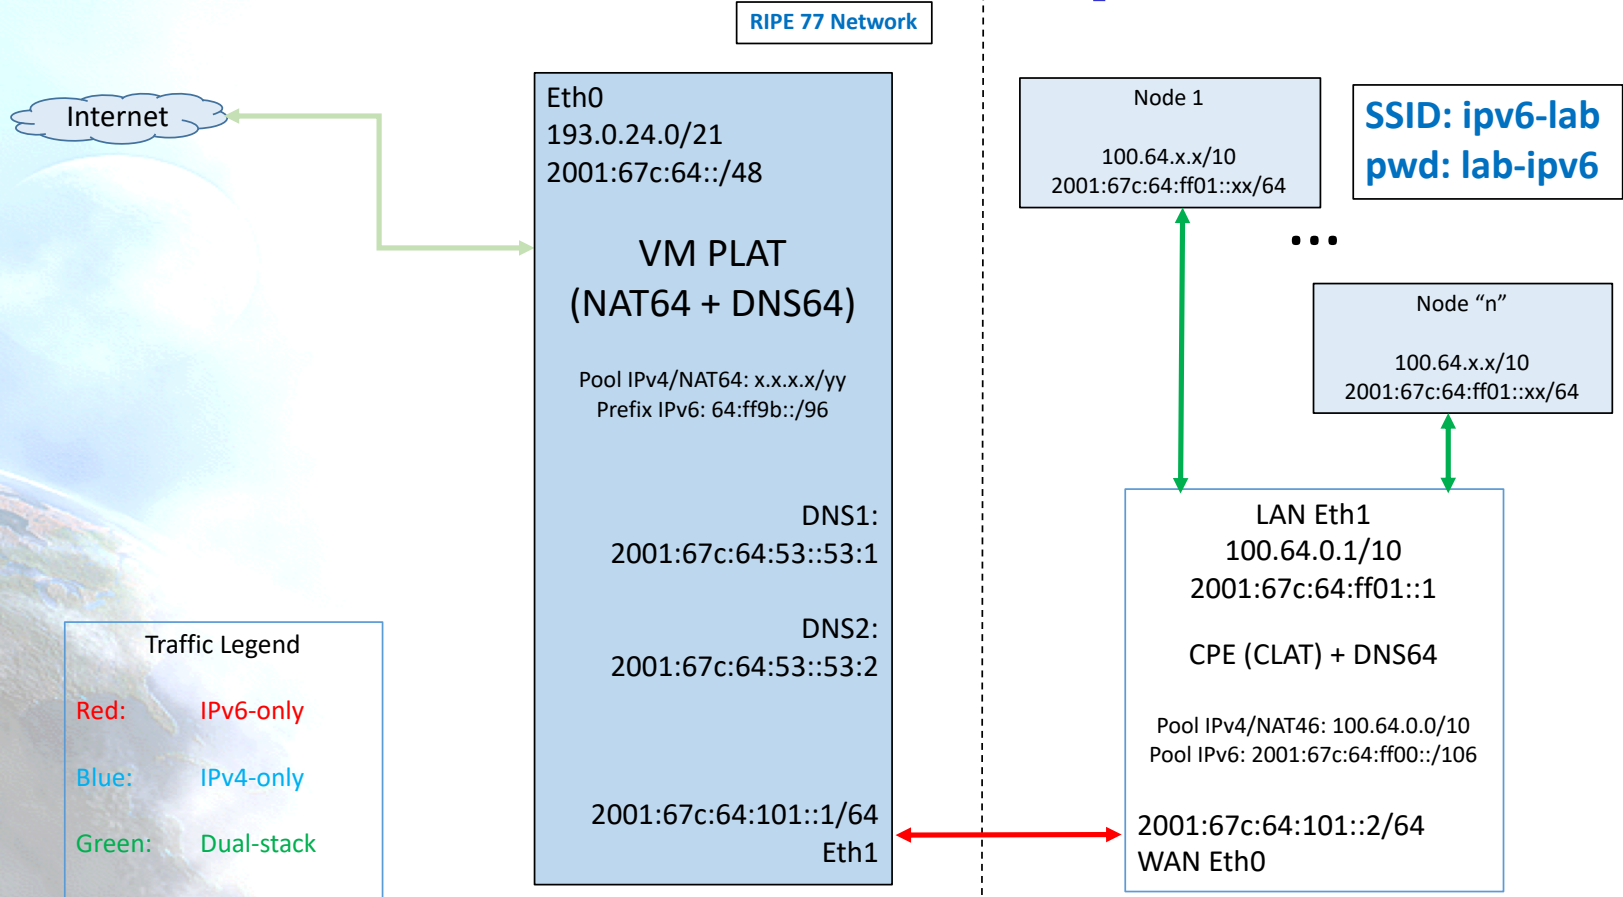 RIPE 77 Network
Internet
Eth0
193.0.24.0/21
2001:67c:64::/48
VM PLAT
(NAT64 + DNS64)
Pool IPv4/NAT64: x.x.x.x/yy
Prefix IPv6: 64:ff9b::/96
DNS1:
2001:67c:64:53::53:1
DNS2:
2001:67c:64:53::53:2
2001:67c:64:101::1/64
Eth1
Node 1
100.64.x.x/10
2001:67c:64:ff01::xx/64
SSID: ipv6-lab
pwd: lab-ipv6
...
Node “n”
100.64.x.x/10
2001:67c:64:ff01::xx/64
LAN Eth1
100.64.0.1/10
2001:67c:64:ff01::1
CPE (CLAT) + DNS64
Pool IPv4/NAT46: 100.64.0.0/10
Pool IPv6: 2001:67c:64:ff00::/106
2001:67c:64:101::2/64
WAN Eth0
Traffic Legend
Red: IPv6-only
Blue: IPv4-only
Green: Dual-stack